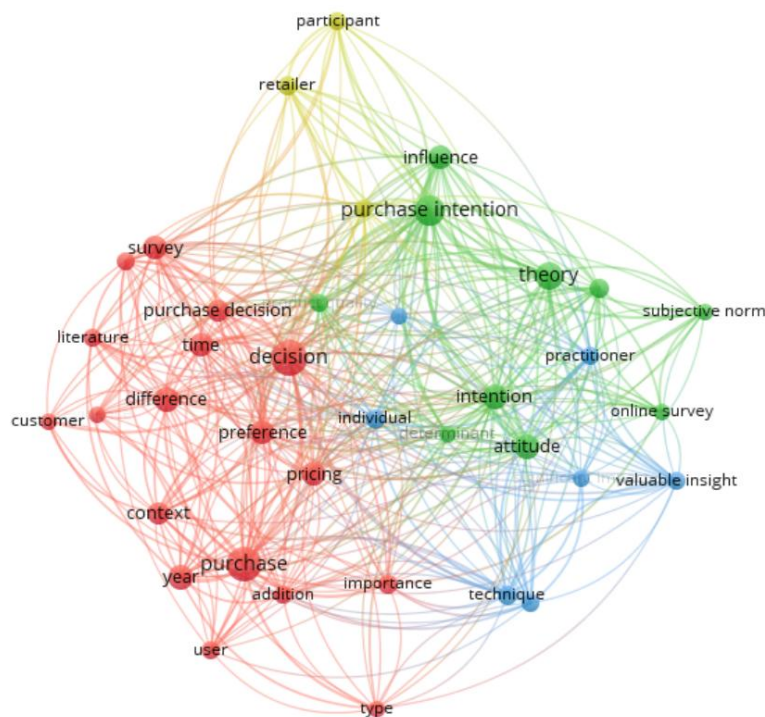 participant
retailer
influence
purchase intention
survey
theory
purchase decision
subjective norm
literature
time
decision
practitioner
difference
intention
customer
individual
online survey
preference
determinant
attitude
pricing
valuable insight
context
purchase
year
importance
addition
technique
user
type